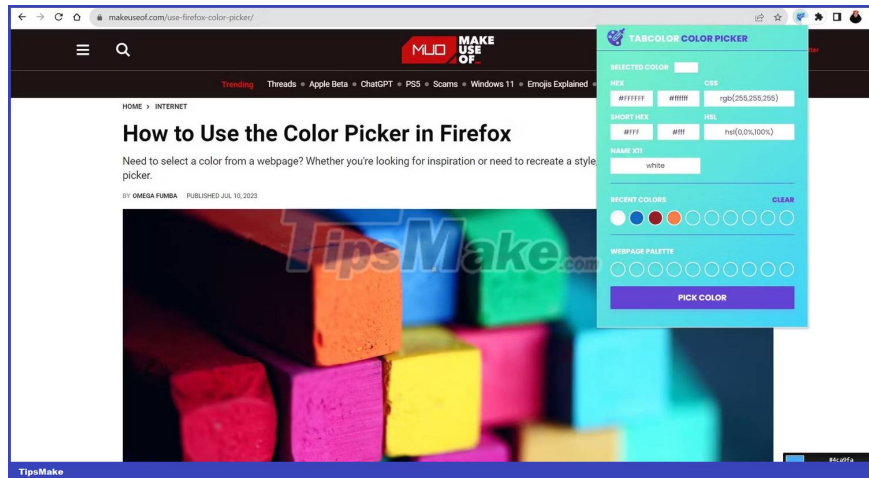 makeuseof.com/use-firefox-color-picker/
MUO MAKE
USE
OF_
Trending Threads Apple Beta ChatGPT PS5 Scams Windows 11 Emojis Explained
HOME > INTERNET
How to Use the Color Picker in Firefox
Need to select a color from a webpage? Whether you're looking for inspiration or need to recreate a style,
picker.
BY OMEGA FUMBA PUBLISHED JUL 10, 2023
TipsMake.com
TABCOLOR COLOR PICKER
SELECTED COLOR
HEX CSS
#FFFFFF #ffffff rgb(255,255,255)
SHORT HEX HSL
#FFF #fff hsl(0,0%,100%)
NAME X11
white
RECENT COLORS CLEAR
WEBPAGE PALETTE
PICK COLOR
#4ca9fa
TipsMake